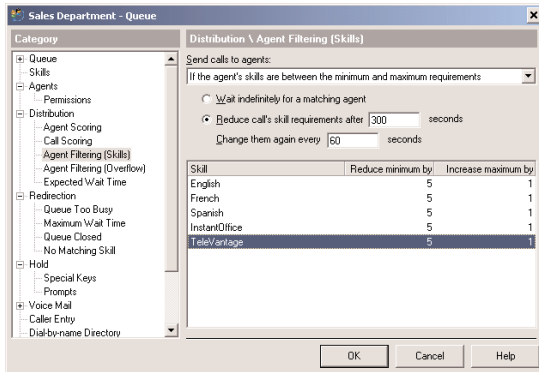 Sales Department - Queue
Category
Queue
Skills
Agents
Permissions
Distribution
Agent Scoring
Call Scoring
Agent Filtering (Skills)
Agent Filtering (Overflow)
Expected Wait Time
Redirection
Queue Too Busy
Maximum Wait Time
Queue Closed
No Matching Skill
Hold
Special Keys
Prompts
Voice Mail
Caller Entry
Dial-by-name Directory
Distribution \ Agent Filtering (Skills)
Send calls to agents:
If the agent's skills are between the minimum and maximum requirements
Wait indefinitely for a matching agent
Reduce call's skill requirements after 300 seconds
Change them again every 60 seconds
Skill Reduce minimum by Increase maximum by
English 5 1
French 5 1
Spanish 5 1
InstantOffice 5 1
TeleVantage 5 1
OK Cancel Help